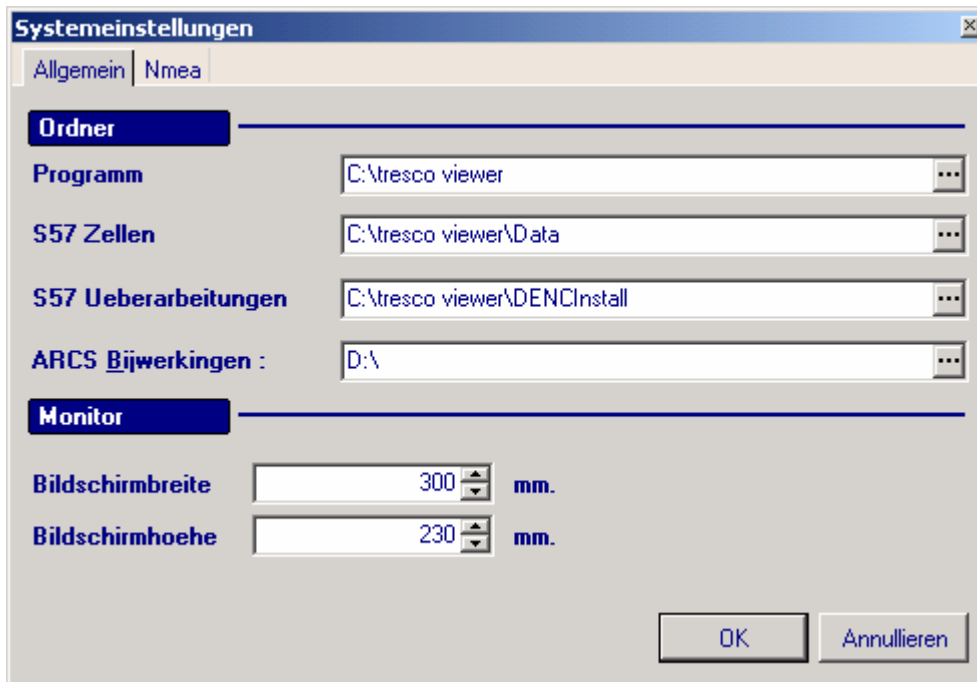 Systemeinstellungen
Allgemein Nmea
Ordner
Programm C:\tresco viewer ...
S57 Zellen C:\tresco viewer\Data ...
S57 Ueberarbeitungen C:\tresco viewer\DENCInstall ...
ARCS Bijwerkingen : D:\ ...
Monitor
Bildschirmbreite 300 mm.
Bildschirmhoehe 230 mm.
OK Annullieren